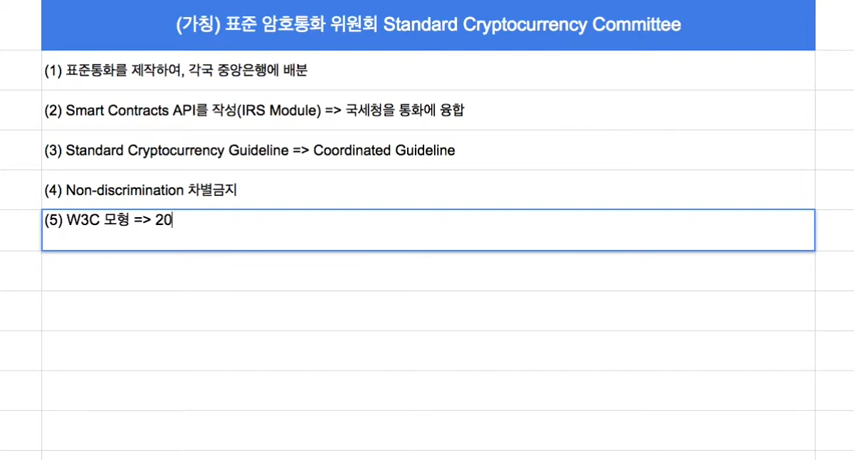 (가칭) 표준 암호통화 위원회 Standard Cryptocurrency Committee
(1) 표준통화를 제작하여, 각국 중앙은행에 배분
(2) Smart Contracts API를 작성(IRS Module) => 국세청을 통화에 융합
(3) Standard Cryptocurrency Guideline => Coordinated Guideline
(4) Non-discrimination 차별금지
(5) W3C 모형 => 20